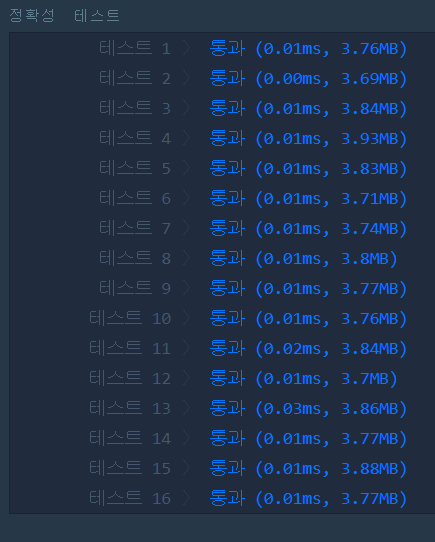 정확성 테스트
테스트 1 〉 통과 (0.01ms, 3.76MB)
테스트 2 〉 통과 (0.00ms, 3.69MB)
테스트 3 〉 통과 (0.01ms, 3.84MB)
테스트 4 〉 통과 (0.01ms, 3.93MB)
테스트 5 〉 통과 (0.01ms, 3.83MB)
테스트 6 〉 통과 (0.01ms, 3.71MB)
테스트 7 〉 통과 (0.01ms, 3.74MB)
테스트 8 〉 통과 (0.01ms, 3.8MB)
테스트 9 〉 통과 (0.01ms, 3.77MB)
테스트 10 〉 통과 (0.01ms, 3.76MB)
테스트 11 〉 통과 (0.02ms, 3.84MB)
테스트 12 〉 통과 (0.01ms, 3.7MB)
테스트 13 〉 통과 (0.03ms, 3.86MB)
테스트 14 〉 통과 (0.01ms, 3.77MB)
테스트 15 〉 통과 (0.01ms, 3.88MB)
테스트 16 〉 통과 (0.01ms, 3.77MB)